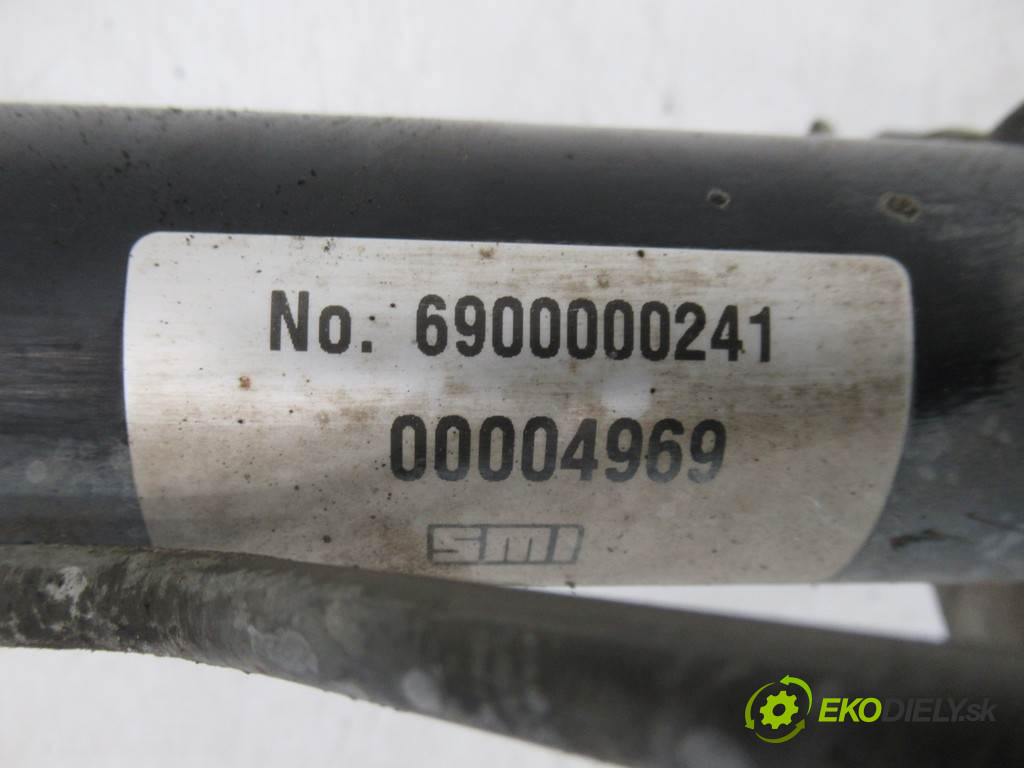 No. 6900000241
00004969
SMI
EKODIELY.sk